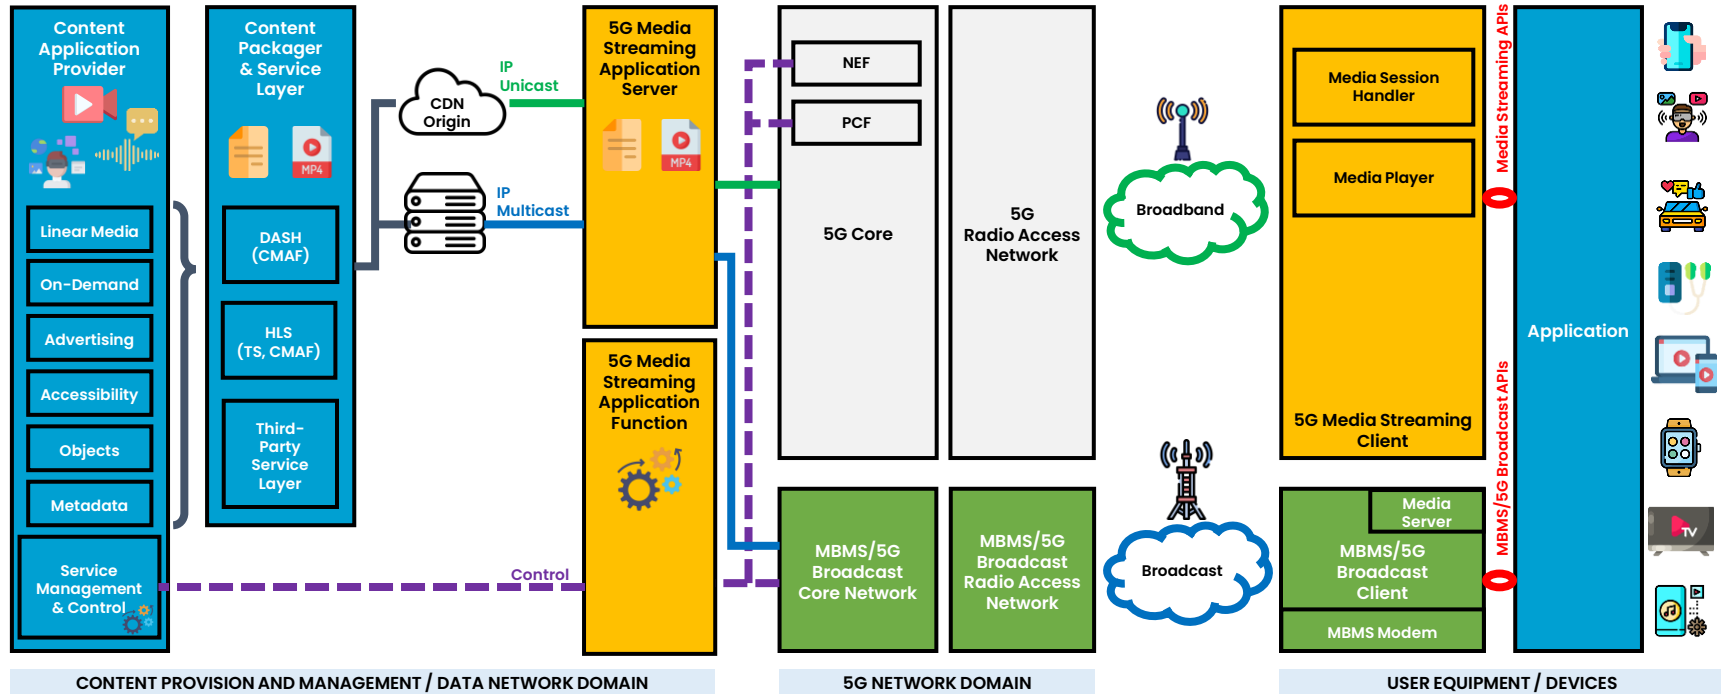 Content
Application
Provider
Linear Media
On-Demand
Advertising
Accessibility
Objects
Metadata
Service
Management
& Control
Content
Packager
& Service
Layer
MP4
DASH
(CMAF)
HLS
(TS, CMAF)
Third-
Party
Service
Layer
CDN
Origin
IP
Unicast
IP
Multicast
Control
5G Media
Streaming
Application
Server
MP4
5G Media
Streaming
Application
Function
NEF
PCF
5G Core
5G
Radio Access
Network
MBMS/5G
Broadcast
Core Network
MBMS/5G
Broadcast
Radio Access
Network
Broadband
Broadcast
Media Session
Handler
Media Player
5G Media Streaming
Client
Media
Server
MBMS/5G
Broadcast
Client
MBMS Modem
Media Streaming APIs
MBMS/5G Broadcast APIs
Application
TV
CONTENT PROVISION AND MANAGEMENT / DATA NETWORK DOMAIN
5G NETWORK DOMAIN
USER EQUIPMENT / DEVICES